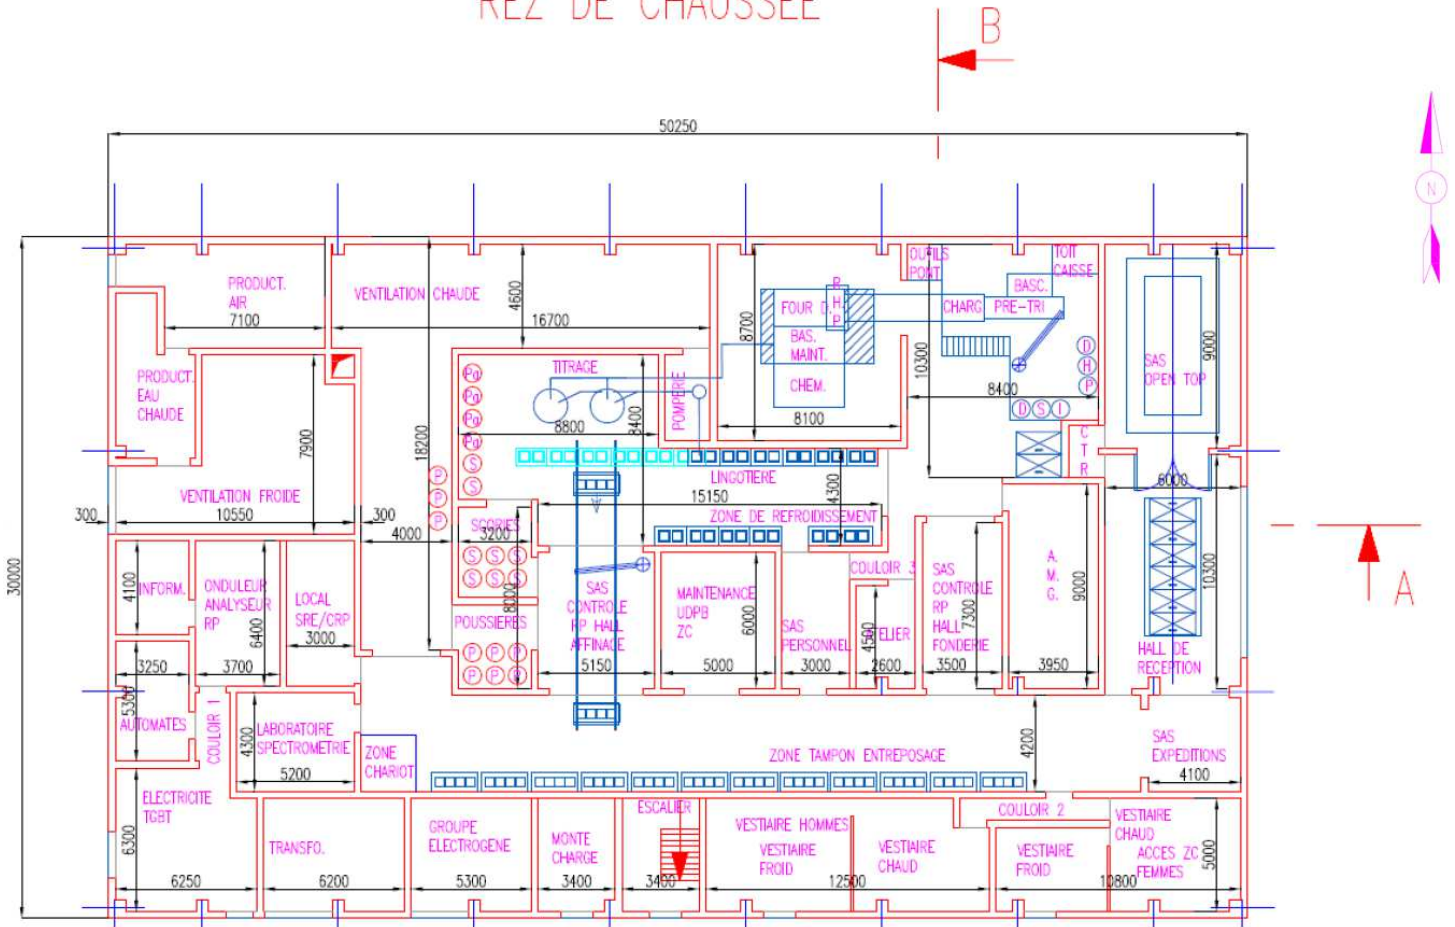 REZ DE CHAUSSEE
B
50250
N
PRODUCT.
AIR
7100
VENTILATION CHAUDE
4600
16700
8700
FOUR D.
R
H
P
BAS.
MAINT.
CHEM.
8100
OUTILS
PONT
TOIT
CAISSE
BASC.
CHARG
PRE-TRI
10300
8400
D
H
P
D S I
C
T
R
SAS
OPEN TOP
9000
6000
PRODUCT.
EAU
CHAUDE
7900
VENTILATION FROIDE
10550
300
300
4000
18200
30000
TITRAGE
8800
8400
POMPERIE
Pa
Pa
Pa
Pa
S
S
P
P
P
LINGOTIERE
15150
4300
ZONE DE REFROIDISSEMENT
SCORIES
3200
S S S
S S S
8000
POUSSIERES
P P P
P P P
SAS
CONTROLE
RP HALL
AFFINAGE
5150
MAINTENANCE
UDPB
ZC
6000
5000
SAS
PERSONNEL
3000
COULOIR 3
4500
2600
SAS
CONTROLE
RP
HALL
FONDERIE
7300
3500
A.
M.
G.
9000
3950
10300
HALL DE
RECEPTION
A
INFORM.
4100
ONDULEUR
ANALYSEUR
RP
6400
LOCAL
SRE/CRP
3000
3250
3700
5300
AUTOMATES
COULOIR 1
LABORATOIRE
SPECTROMETRIE
4300
5200
ZONE
CHARIOT
ZONE TAMPON ENTREPOSAGE
4200
SAS
EXPEDITIONS
4100
ELECTRICITE
TGBT
6300
6250
TRANSFO.
6200
GROUPE
ELECTROGENE
5300
MONTE
CHARGE
3400
ESCALIER
3400
VESTIAIRE HOMMES
VESTIAIRE
FROID
VESTIAIRE
CHAUD
12500
COULOIR 2
VESTIAIRE
FROID
VESTIAIRE
CHAUD
ACCES ZC
FEMMES
10800
5000